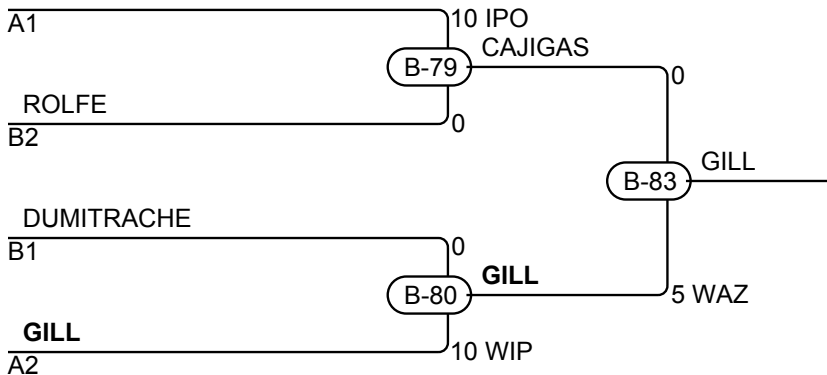 A1
10 IPO
CAJIGAS
B-79
0
ROLFE
B2
0
B-83
GILL
DUMITRACHE
B1
0
GILL
B-80
5 WAZ
GILL
A2
10 WIP